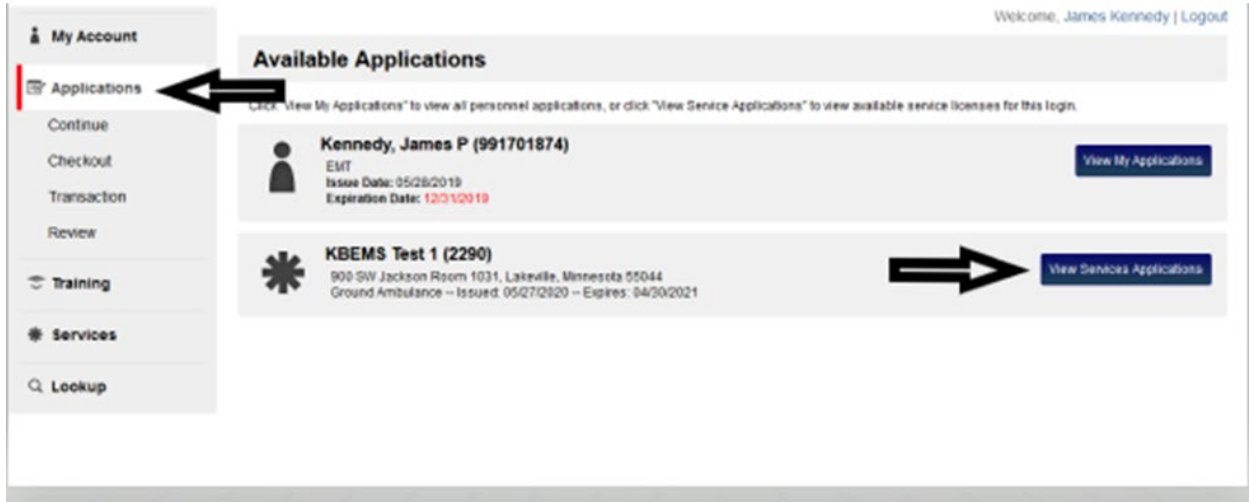 Welcome, James Kennedy | Logout
My Account
Applications
Continue
Checkout
Transaction
Review
Training
Services
Lookup
Available Applications
"View My Applications" to view all personnel applications, or click "View Service Applications" to view available service licenses for this login.
Kennedy, James P (991701874)
EMT
Issue Date: 05/28/2019
Expiration Date: 12/31/2019
View My Applications
KBEMS Test 1 (2290)
900 SW Jackson Room 1031, Lakeville, Minnesota 55044
Ground Ambulance -- Issued: 05/27/2020 -- Expires: 04/30/2021
View Services Applications